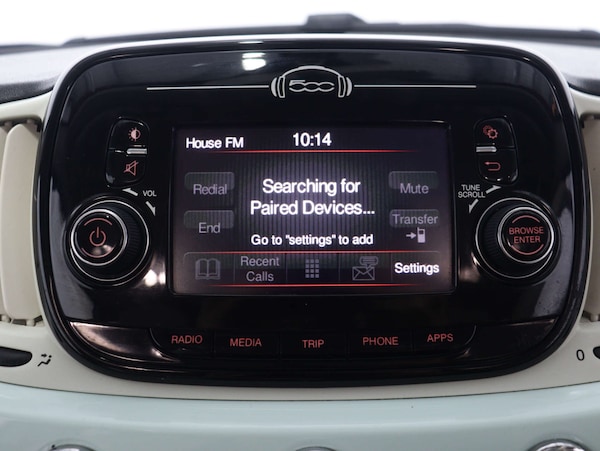 500
House FM 10:14
Redial
Searching for
Paired Devices...
Mute
End
Transfer
Go to "settings" to add
Recent
Calls
Settings
VOL
TUNE
SCROLL
BROWSE
ENTER
RADIO MEDIA TRIP PHONE APPS
0